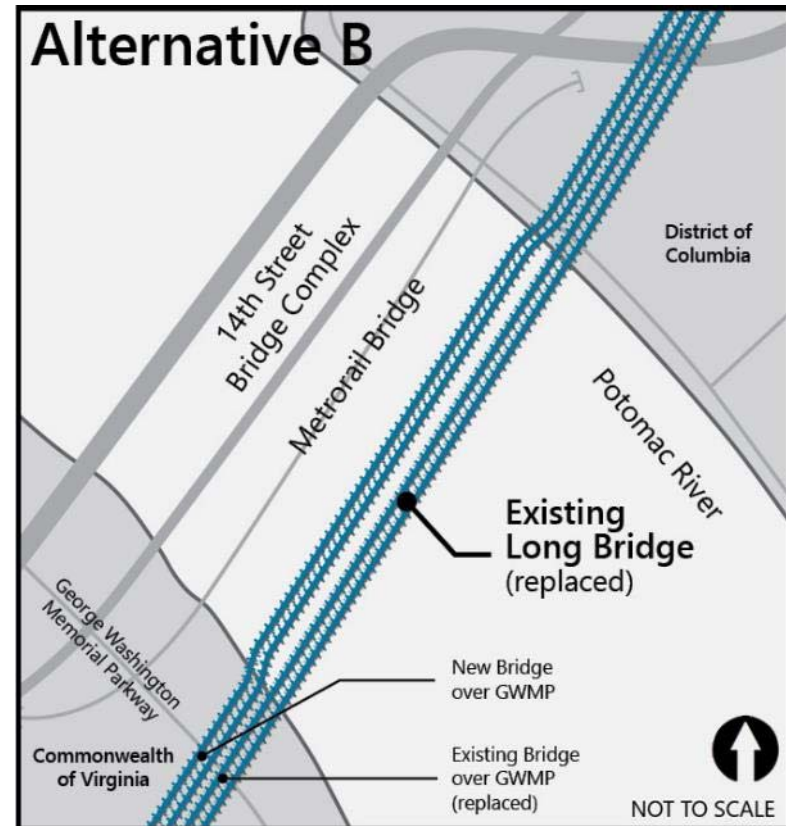 Alternative B
14th Street
Bridge Complex
Metrorail Bridge
District of
Columbia
Potomac River
Existing
Long Bridge
(replaced)
George Washington
Memorial Parkway
New Bridge
over GWMP
Commonwealth
of Virginia
Existing Bridge
over GWMP
(replaced)
NOT TO SCALE